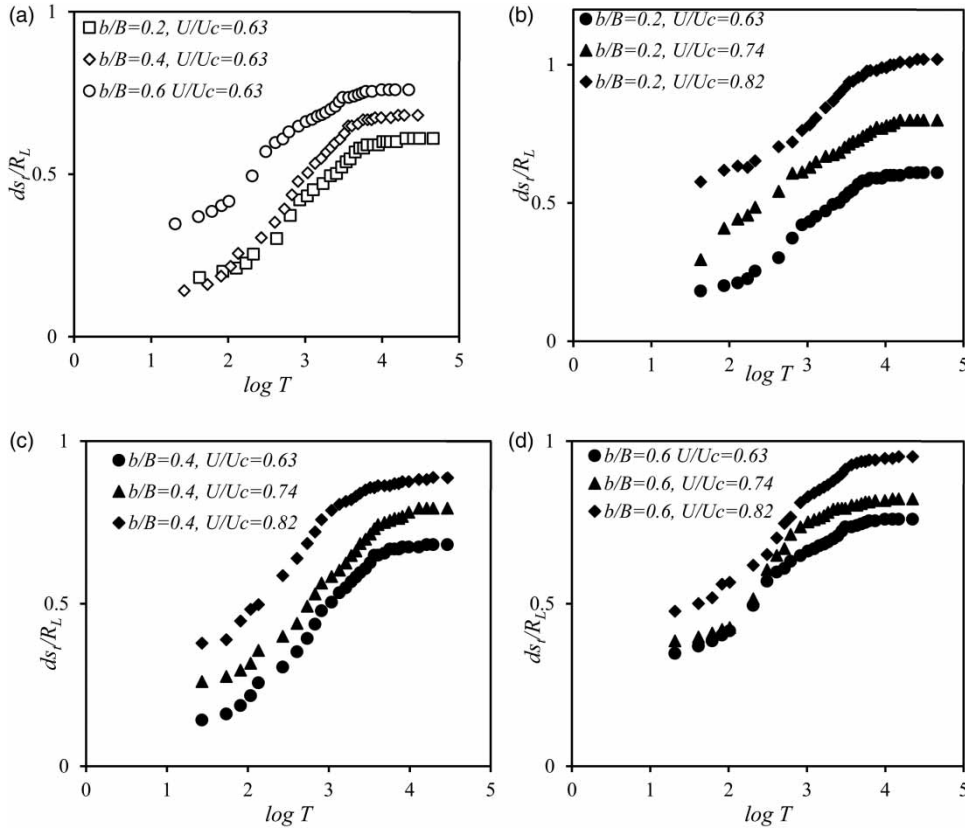 (a)
1
b/B=0.2, U/Uc=0.63
b/B=0.4, U/Uc=0.63
b/B=0.6 U/Uc=0.63
0.5
0
dst/RL
0 1 2 3 4 5
log T
(b)
b/B=0.2, U/Uc=0.63
b/B=0.2, U/Uc=0.74
b/B=0.2, U/Uc=0.82
1
0.5
0
dst/RL
0 1 2 3 4 5
log T
(c)
1
b/B=0.4, U/Uc=0.63
b/B=0.4, U/Uc=0.74
b/B=0.4, U/Uc=0.82
0.5
0
dst/RL
0 1 2 3 4 5
log T
(d)
1
b/B=0.6 U/Uc=0.63
b/B=0.6, U/Uc=0.74
b/B=0.6, U/Uc=0.82
0.5
0
dst/RL
0 1 2 3 4 5
log T